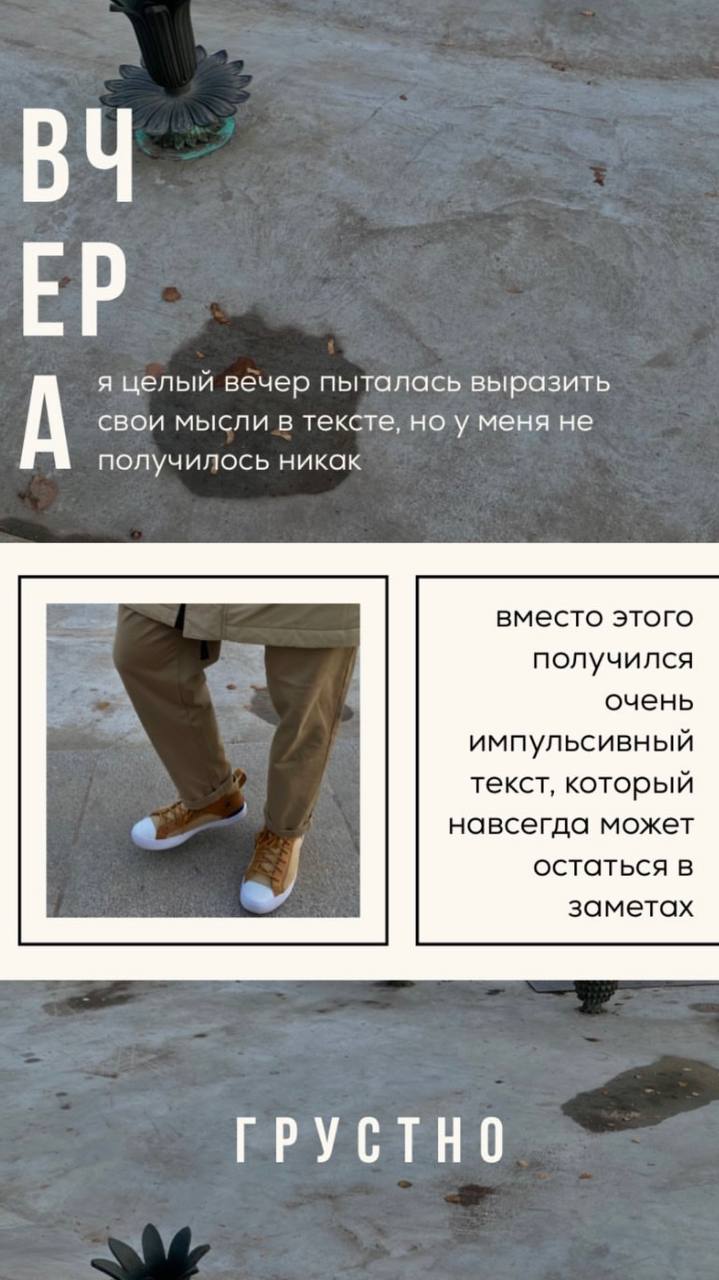 ВЧ
ЕР
А
я целый вечер пыталась выразить
свои мысли в тексте, но у меня не
получилось никак
вместо этого
получился
очень
импульсивный
текст, который
навсегда может
остаться в
заметах
ГРУСТНО